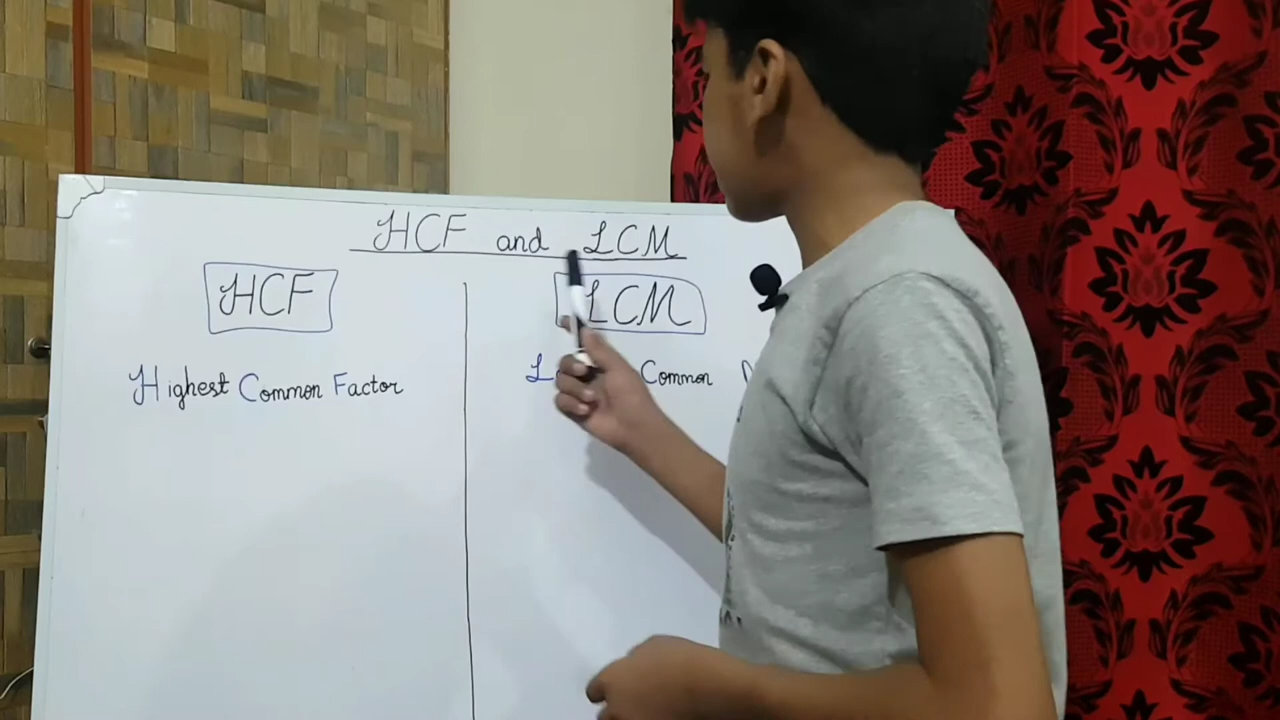 HCF and LCM
HCF
LCM
Highest Common Factor
Common